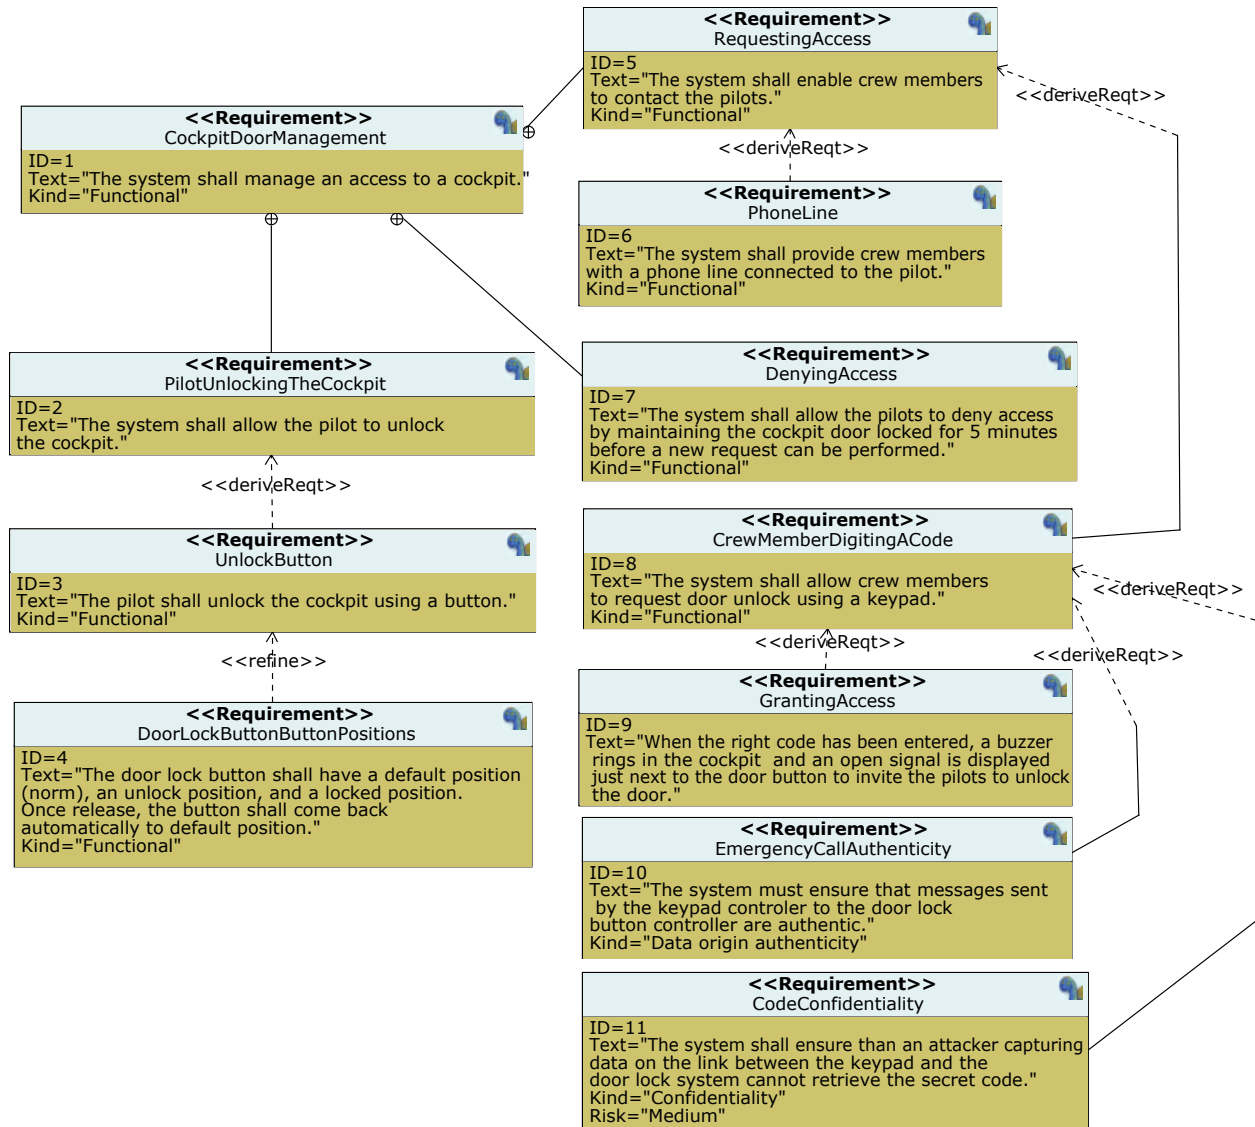 <<Requirement>>
RequestingAccess
ID=5
Text="The system shall enable crew members
to contact the pilots."
Kind="Functional"
<<deriveReqt>>
<<Requirement>>
CockpitDoorManagement
ID=1
Text="The system shall manage an access to a cockpit."
Kind="Functional"
<<deriveReqt>>
<<Requirement>>
PhoneLine
ID=6
Text="The system shall provide crew members
with a phone line connected to the pilot."
Kind="Functional"
<<Requirement>>
PilotUnlockingTheCockpit
ID=2
Text="The system shall allow the pilot to unlock
the cockpit."
<<Requirement>>
DenyingAccess
ID=7
Text="The system shall allow the pilots to deny access
by maintaining the cockpit door locked for 5 minutes
before a new request can be performed."
Kind="Functional"
<<deriveReqt>>
<<Requirement>>
UnlockButton
ID=3
Text="The pilot shall unlock the cockpit using a button."
Kind="Functional"
<<Requirement>>
CrewMemberDigitingACode
ID=8
Text="The system shall allow crew members
to request door unlock using a keypad."
Kind="Functional"
<<deriveReqt>>
<<refine>>
<<deriveReqt>>
<<deriveReqt>>
<<Requirement>>
DoorLockButtonButtonPositions
ID=4
Text="The door lock button shall have a default position
(norm), an unlock position, and a locked position.
Once release, the button shall come back
automatically to default position."
Kind="Functional"
<<Requirement>>
GrantingAccess
ID=9
Text="When the right code has been entered, a buzzer
rings in the cockpit  and an open signal is displayed
just next to the door button to invite the pilots to unlock
the door."
<<Requirement>>
EmergencyCallAuthenticity
ID=10
Text="The system must ensure that messages sent
by the keypad controler to the door lock
button controller are authentic."
Kind="Data origin authenticity"
<<Requirement>>
CodeConfidentiality
ID=11
Text="The system shall ensure than an attacker capturing
data on the link between the keypad and the
door lock system cannot retrieve the secret code."
Kind="Confidentiality"
Risk="Medium"